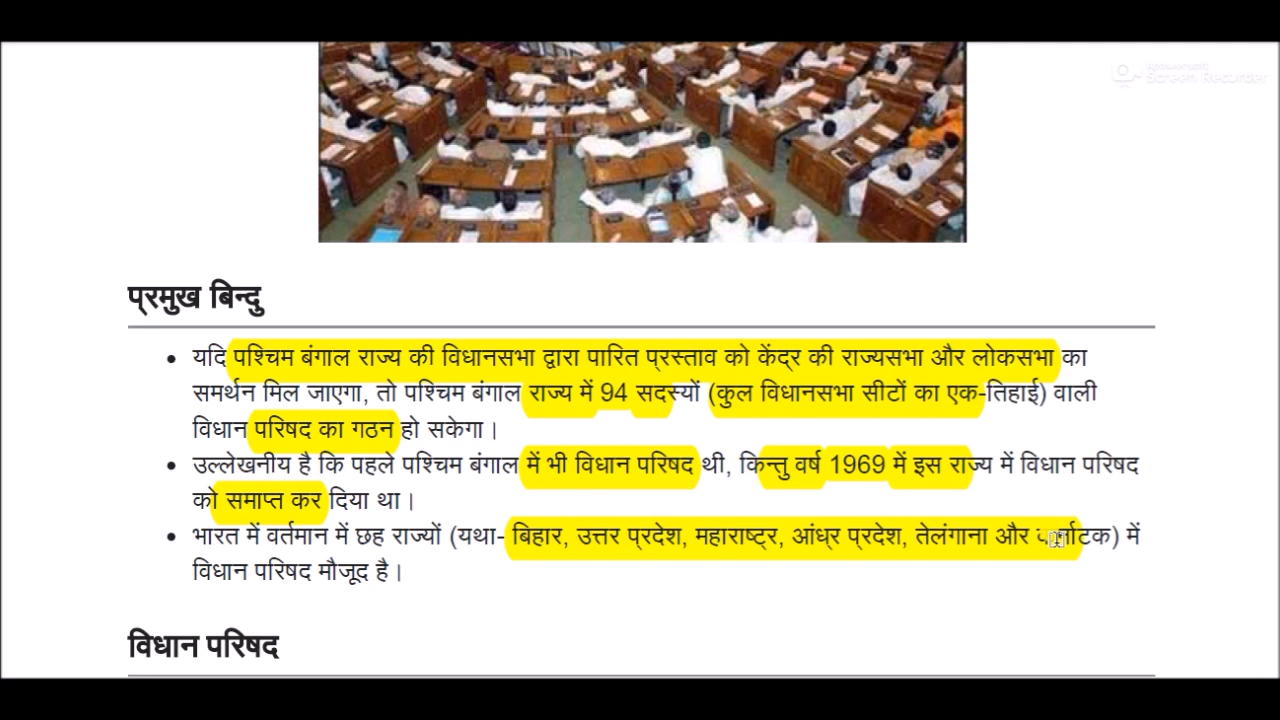 Screen Recorder
प्रमुख बिन्दु
यदि पश्चिम बंगाल राज्य की विधानसभा द्वारा पारित प्रस्ताव को केंद्र की राज्यसभा और लोकसभा का
समर्थन मिल जाएगा, तो पश्चिम बंगाल राज्य में 94 सदस्यों (कुल विधानसभा सीटों का एक-तिहाई) वाली
विधान परिषद का गठन हो सकेगा।
उल्लेखनीय है कि पहले पश्चिम बंगाल में भी विधान परिषद थी, किन्तु वर्ष 1969 में इस राज्य में विधान परिषद
को समाप्त कर दिया था।
भारत में वर्तमान में छह राज्यों (यथा- बिहार, उत्तर प्रदेश, महाराष्ट्र, आंध्र प्रदेश, तेलंगाना और कर्नाटक) में
विधान परिषद मौजूद है।
विधान परिषद